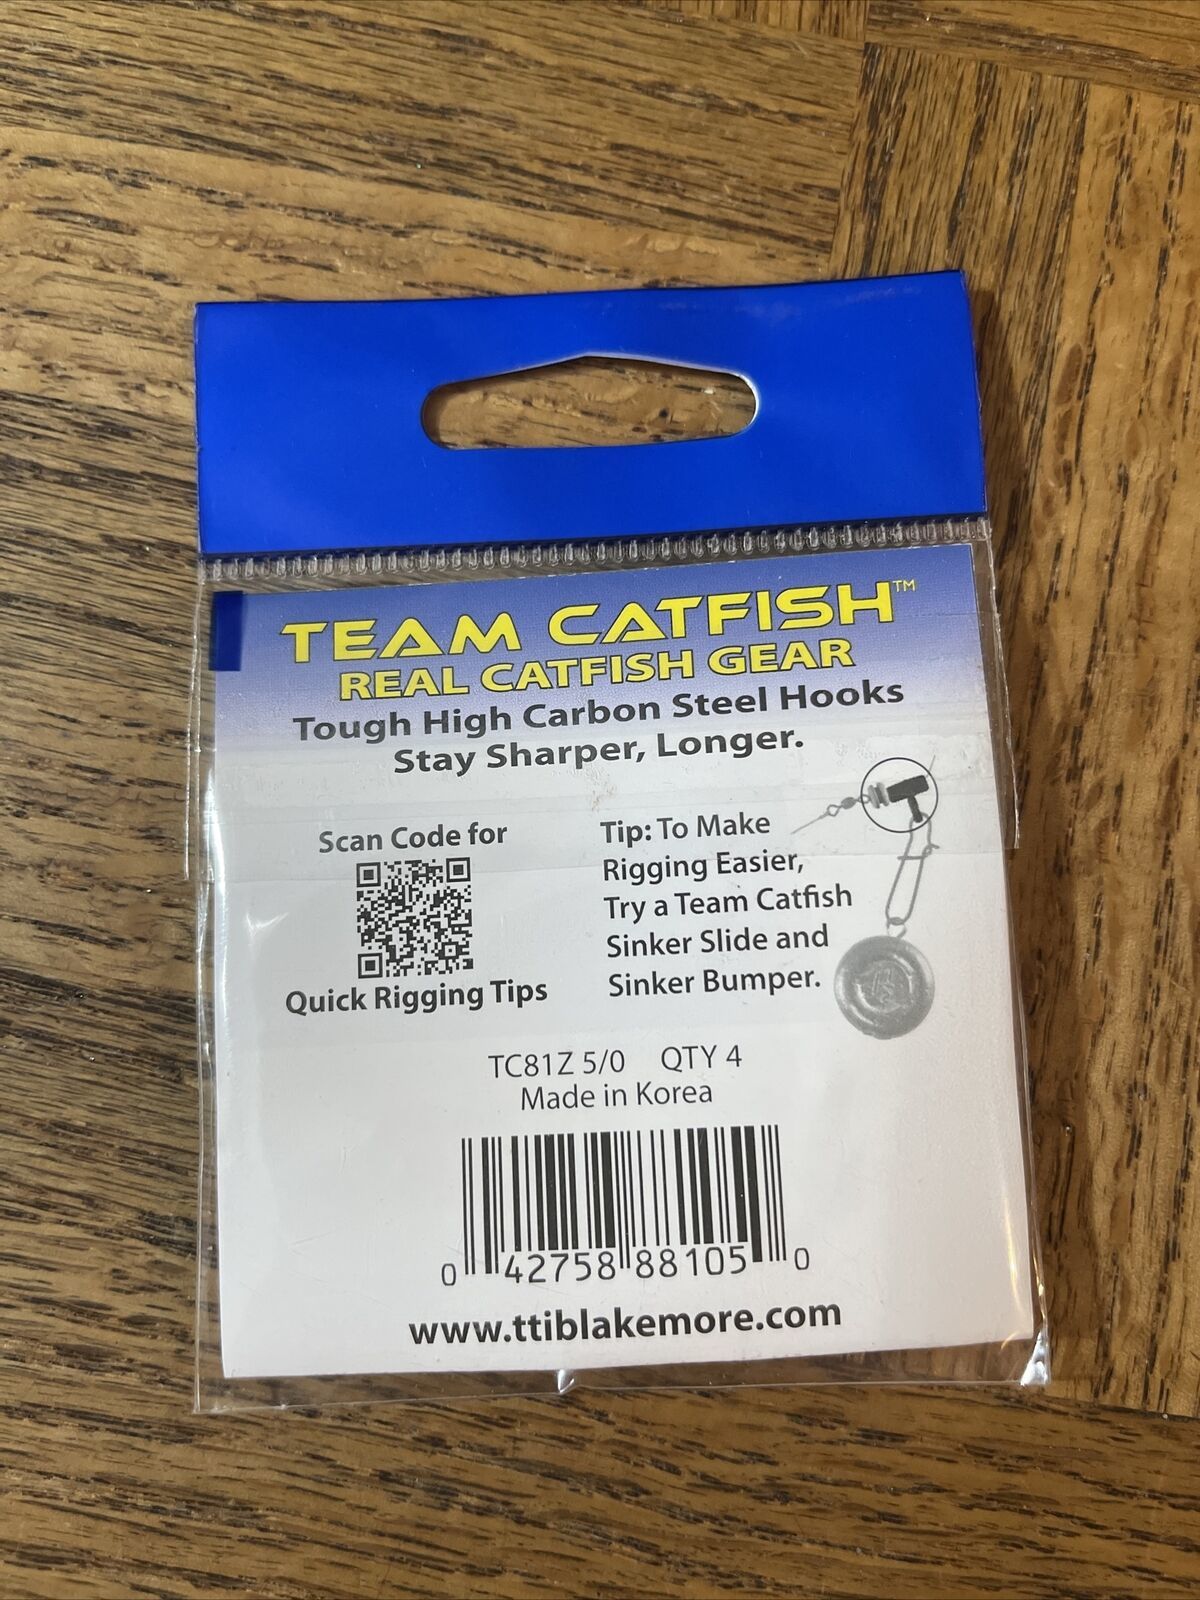 TEAM CATFISH™
REAL CATFISH GEAR
Tough High Carbon Steel Hooks
Stay Sharper, Longer.
Scan Code for
Quick Rigging Tips
Tip: To Make
Rigging Easier,
Try a Team Catfish
Sinker Slide and
Sinker Bumper.
TC81Z 5/0 QTY 4
Made in Korea
0 42758 88105 0
www.ttiblakemore.com